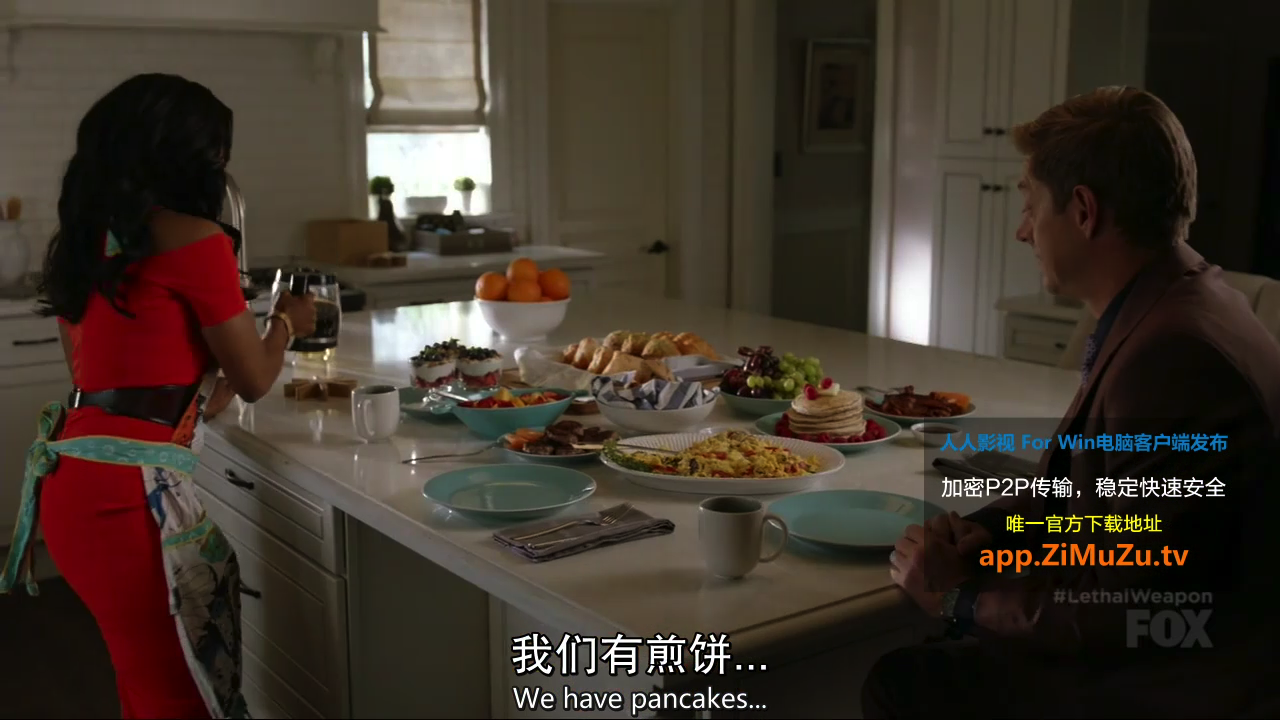 人人影视 For Win电脑客户端发布
加密P2P传输，稳定快速安全
唯一官方下载地址
app.ZiMuZu.tv
#LethalWeapon
FOX
我们有煎饼...
We have pancakes...